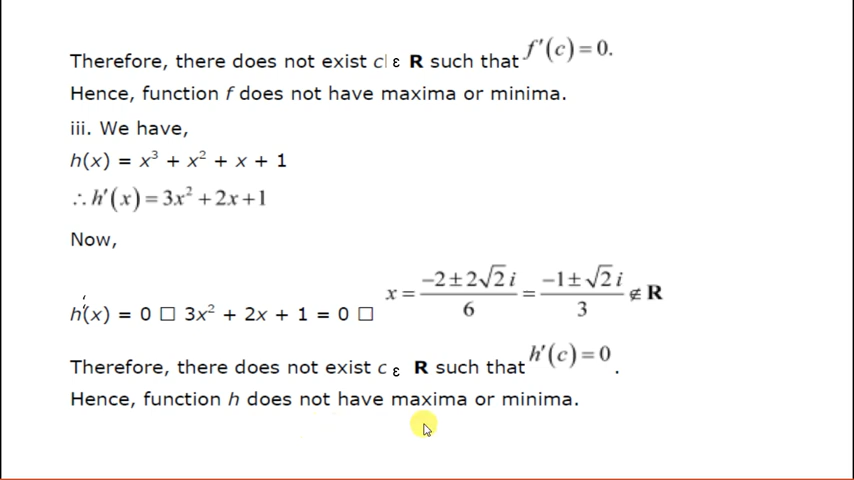 Therefore, there does not exist c ε R such that f′(c) = 0.
Hence, function f does not have maxima or minima.
iii. We have,
h(x) = x³ + x² + x + 1
∴ h′(x) = 3x² + 2x + 1
Now,
h′(x) = 0 □ 3x² + 2x + 1 = 0 □ x = (−2 ± 2√2 i)/6 = (−1 ± √2 i)/3 ∉ R
Therefore, there does not exist c ε R such that h′(c) = 0 .
Hence, function h does not have maxima or minima.